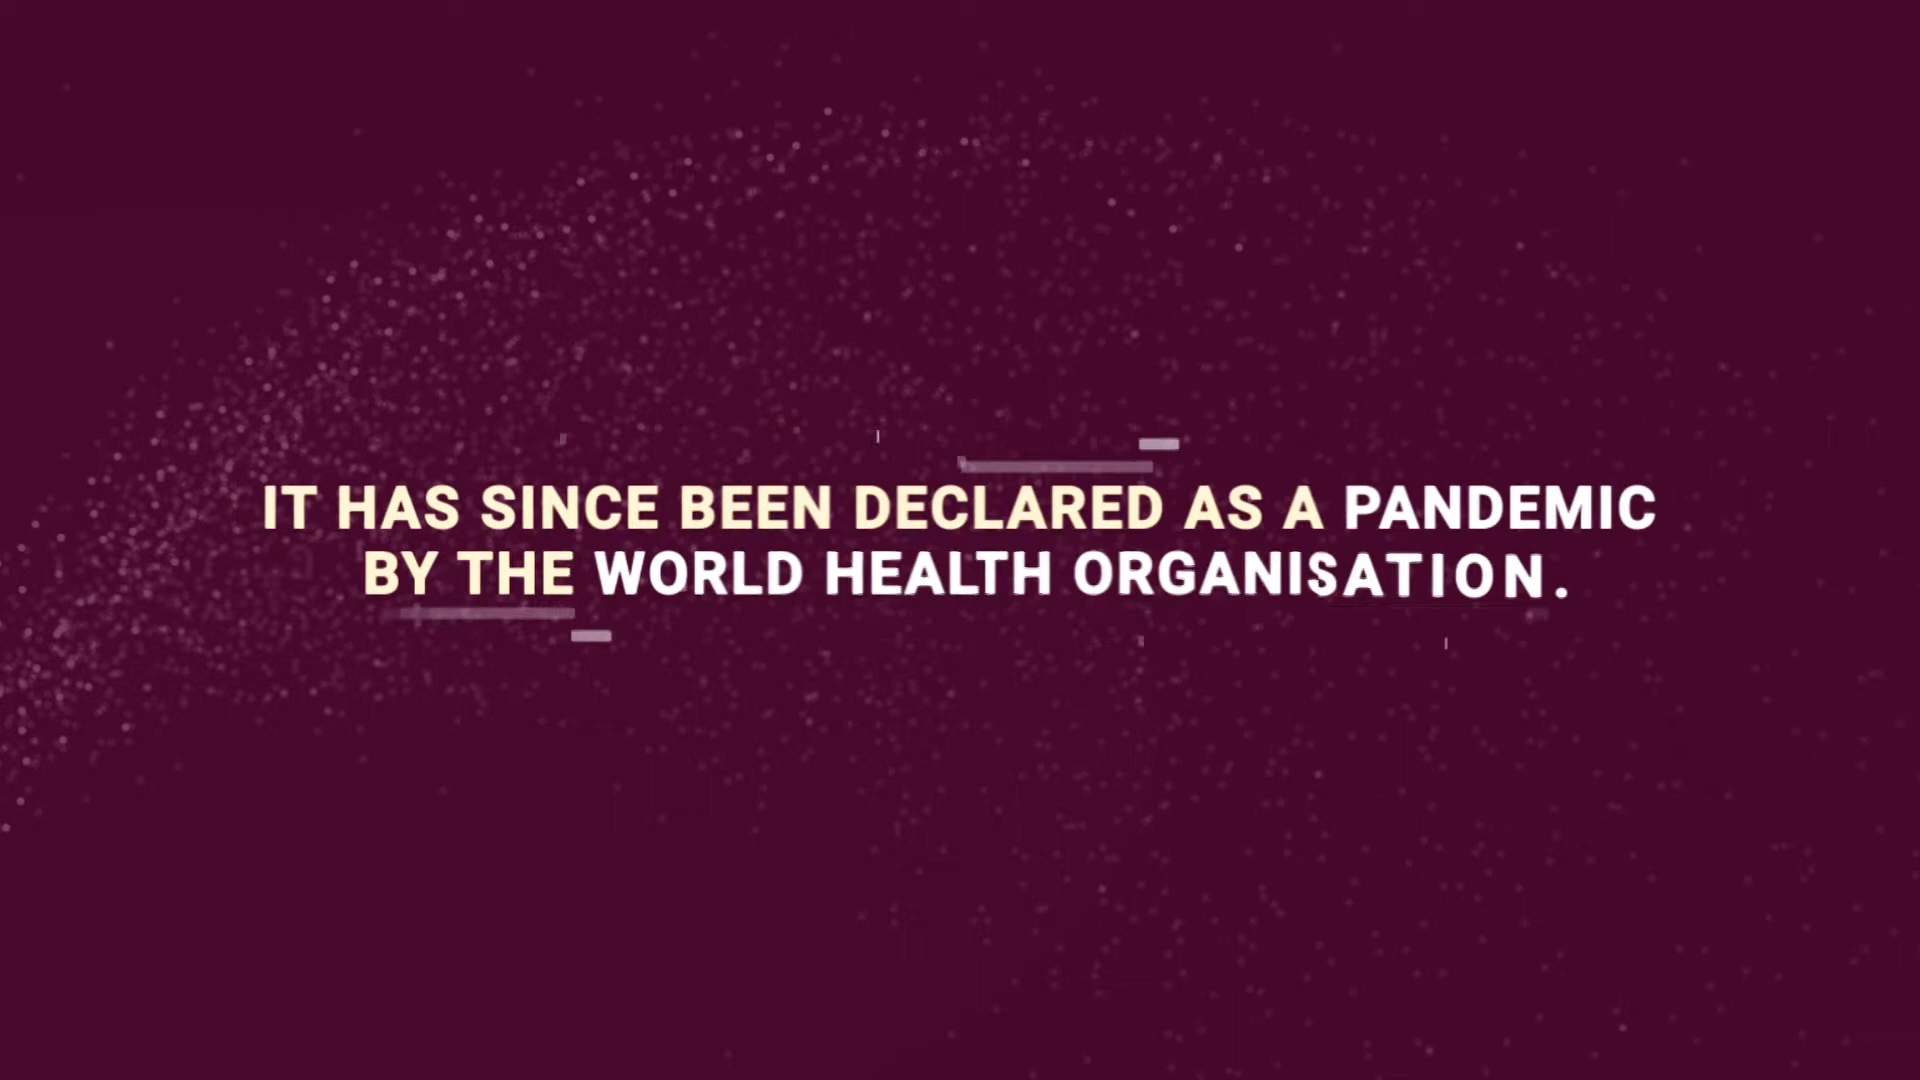 IT HAS SINCE BEEN DECLARED AS A PANDEMIC
BY THE WORLD HEALTH ORGANISATION.